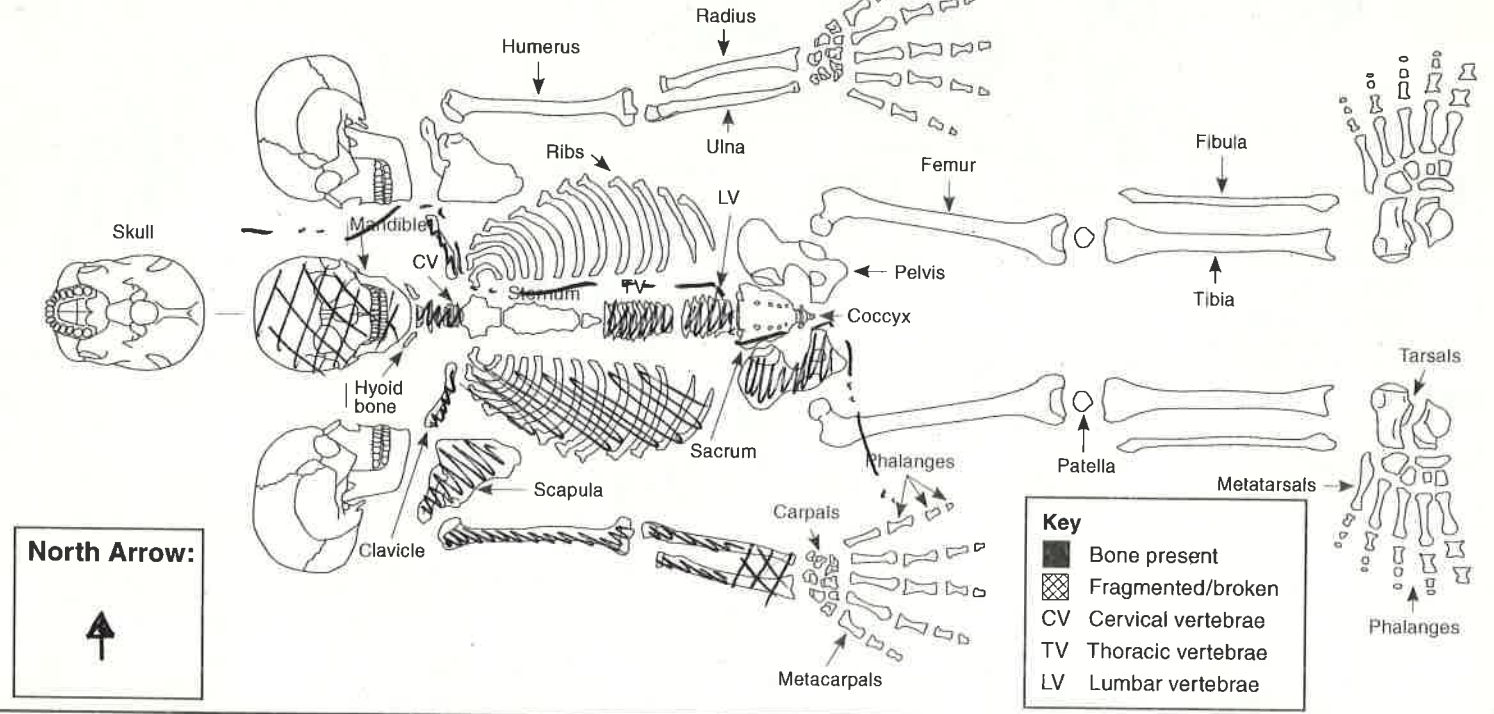 Radius
Humerus
Ulna
Ribs
Femur
Fibula
LV
Skull
Mandible
CV
Sternum
TV
Pelvis
Tibia
Coccyx
Hyoid
bone
Tarsals
Sacrum
Patella
Phalanges
Metatarsals
Scapula
Carpals
Clavicle
North Arrow:
Metacarpals
Phalanges
Key
Bone present
Fragmented/broken
CV Cervical vertebrae
TV Thoracic vertebrae
LV Lumbar vertebrae